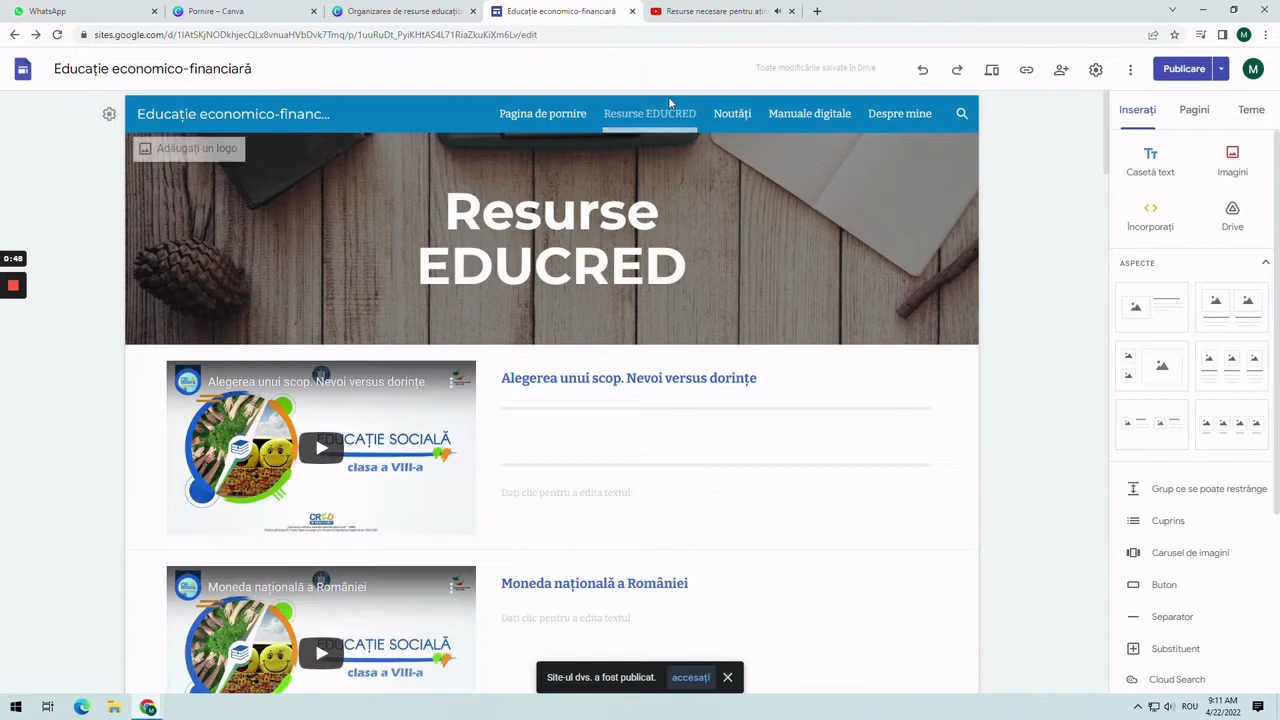 WhatsApp
Pornire – Canva
Organizarea de resurse educațio
Educație economico-financiară
Resurse necesare pentru ati
sites.google.com/d/1IAtSKjNODkhjecQLx8vnuaHVbDvk7Tmq/p/1uuRuDt_PyiKHtAS4L71RiaZkuKiXm6Lv/edit
M
Educație economico-financiară
Toate modificările salvate în Drive
Publicare
M
Educație economico-financ...
Pagina de pornire
Resurse EDUCRED
Noutăți
Manuale digitale
Despre mine
Inserați
Pagini
Teme
Adăugați un logo
Resurse
EDUCRED
Tt
Casetă text
Imagini
Încorporați
Drive
0:48
ASPECTE
Alegerea unui scop. Nevoi versus dorințe
EDUCAȚIE SOCIALĂ
clasa a VIII-a
CRED
Alegerea unui scop. Nevoi versus dorințe
Dați clic pentru a edita textul
Grup ce se poate restrânge
Cuprins
Carusel de imagini
Buton
Separator
Substituent
Cloud Search
Moneda națională a României
EDUCAȚIE SOCIALĂ
clasa a VIII-a
Moneda națională a României
Dați clic pentru a edita textul
Site-ul dvs. a fost publicat.
accesați
ROU
9:11 AM
4/22/2022